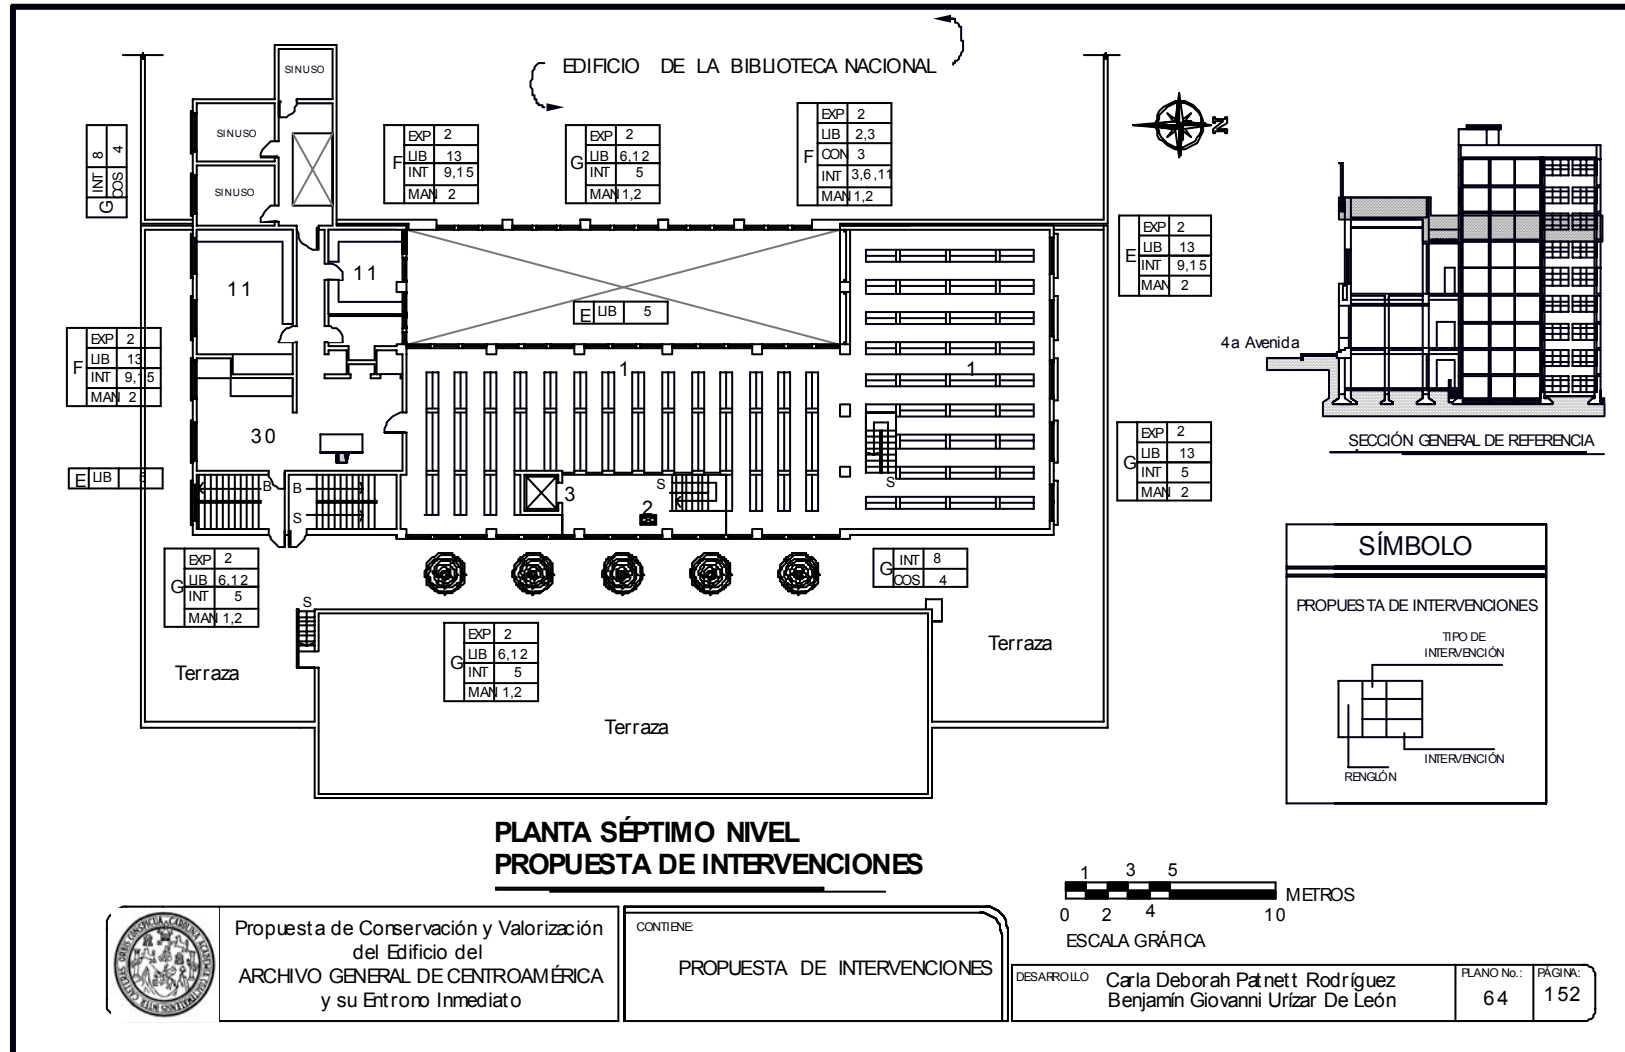 EDIFICIO DE LA BIBLIOTECA NACIONAL
SINUSO
SINUSO
SINUSO
G INT 8
COS 4
F EXP 2
LIB 13
INT 9,15
MAN 2
G EXP 2
LIB 6,12
INT 5
MAN 1,2
F EXP 2
LIB 2,3
CON 3
INT 3,6,11
MAN 1,2
N
E EXP 2
LIB 13
INT 9,15
MAN 2
11
11
E LIB 5
F EXP 2
LIB 13
INT 9,15
MAN 2
1
1
30
E LIB 5
B
B
S
3
2
S
S
G EXP 2
LIB 13
INT 5
MAN 2
4a Avenida
SECCIÓN GENERAL DE REFERENCIA
G EXP 2
LIB 6,12
INT 5
MAN 1,2
G INT 8
COS 4
S
G EXP 2
LIB 6,12
INT 5
MAN 1,2
Terraza
Terraza
Terraza
SÍMBOLO
PROPUESTA DE INTERVENCIONES
TIPO DE
INTERVENCIÓN
INTERVENCIÓN
RENGLÓN
PLANTA SÉPTIMO NIVEL
PROPUESTA DE INTERVENCIONES
1 3 5
METROS
0 2 4 10
ESCALA GRÁFICA
Propuesta de Conservación y Valorización
del Edificio del
ARCHIVO GENERAL DE CENTROAMÉRICA
y su Entrono Inmediato
CONTIENE:
PROPUESTA DE INTERVENCIONES
DESARROLLÓ
Carla Deborah Patnett Rodríguez
Benjamín Giovanni Urízar De León
PLANO No.:
64
PÁGINA:
152